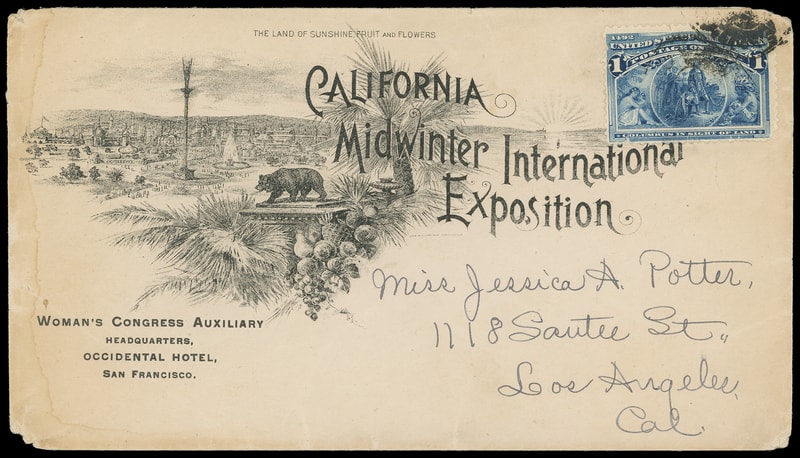 THE LAND OF SUNSHINE, FRUIT AND FLOWERS
CALIFORNIA
Midwinter International
Exposition
1492
UNITED STATES
POSTAGE ON
1 1
COLUMBUS IN SIGHT OF LAND
Miss Jessica A. Potter,
1118 Santee St.,
Los Angeles,
Cal.
WOMAN'S CONGRESS AUXILIARY
HEADQUARTERS,
OCCIDENTAL HOTEL,
SAN FRANCISCO.